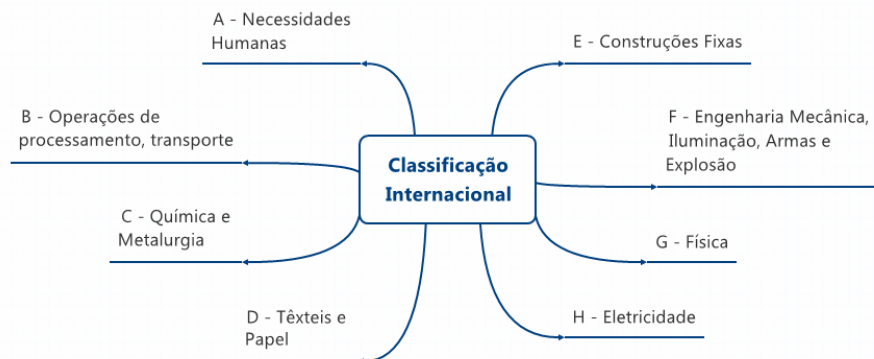 A - Necessidades
Humanas
B - Operações de
processamento, transporte
C - Química e
Metalurgia
D - Têxteis e
Papel
Classificação
Internacional
E - Construções Fixas
F - Engenharia Mecânica,
Iluminação, Armas e
Explosão
G - Física
H - Eletricidade